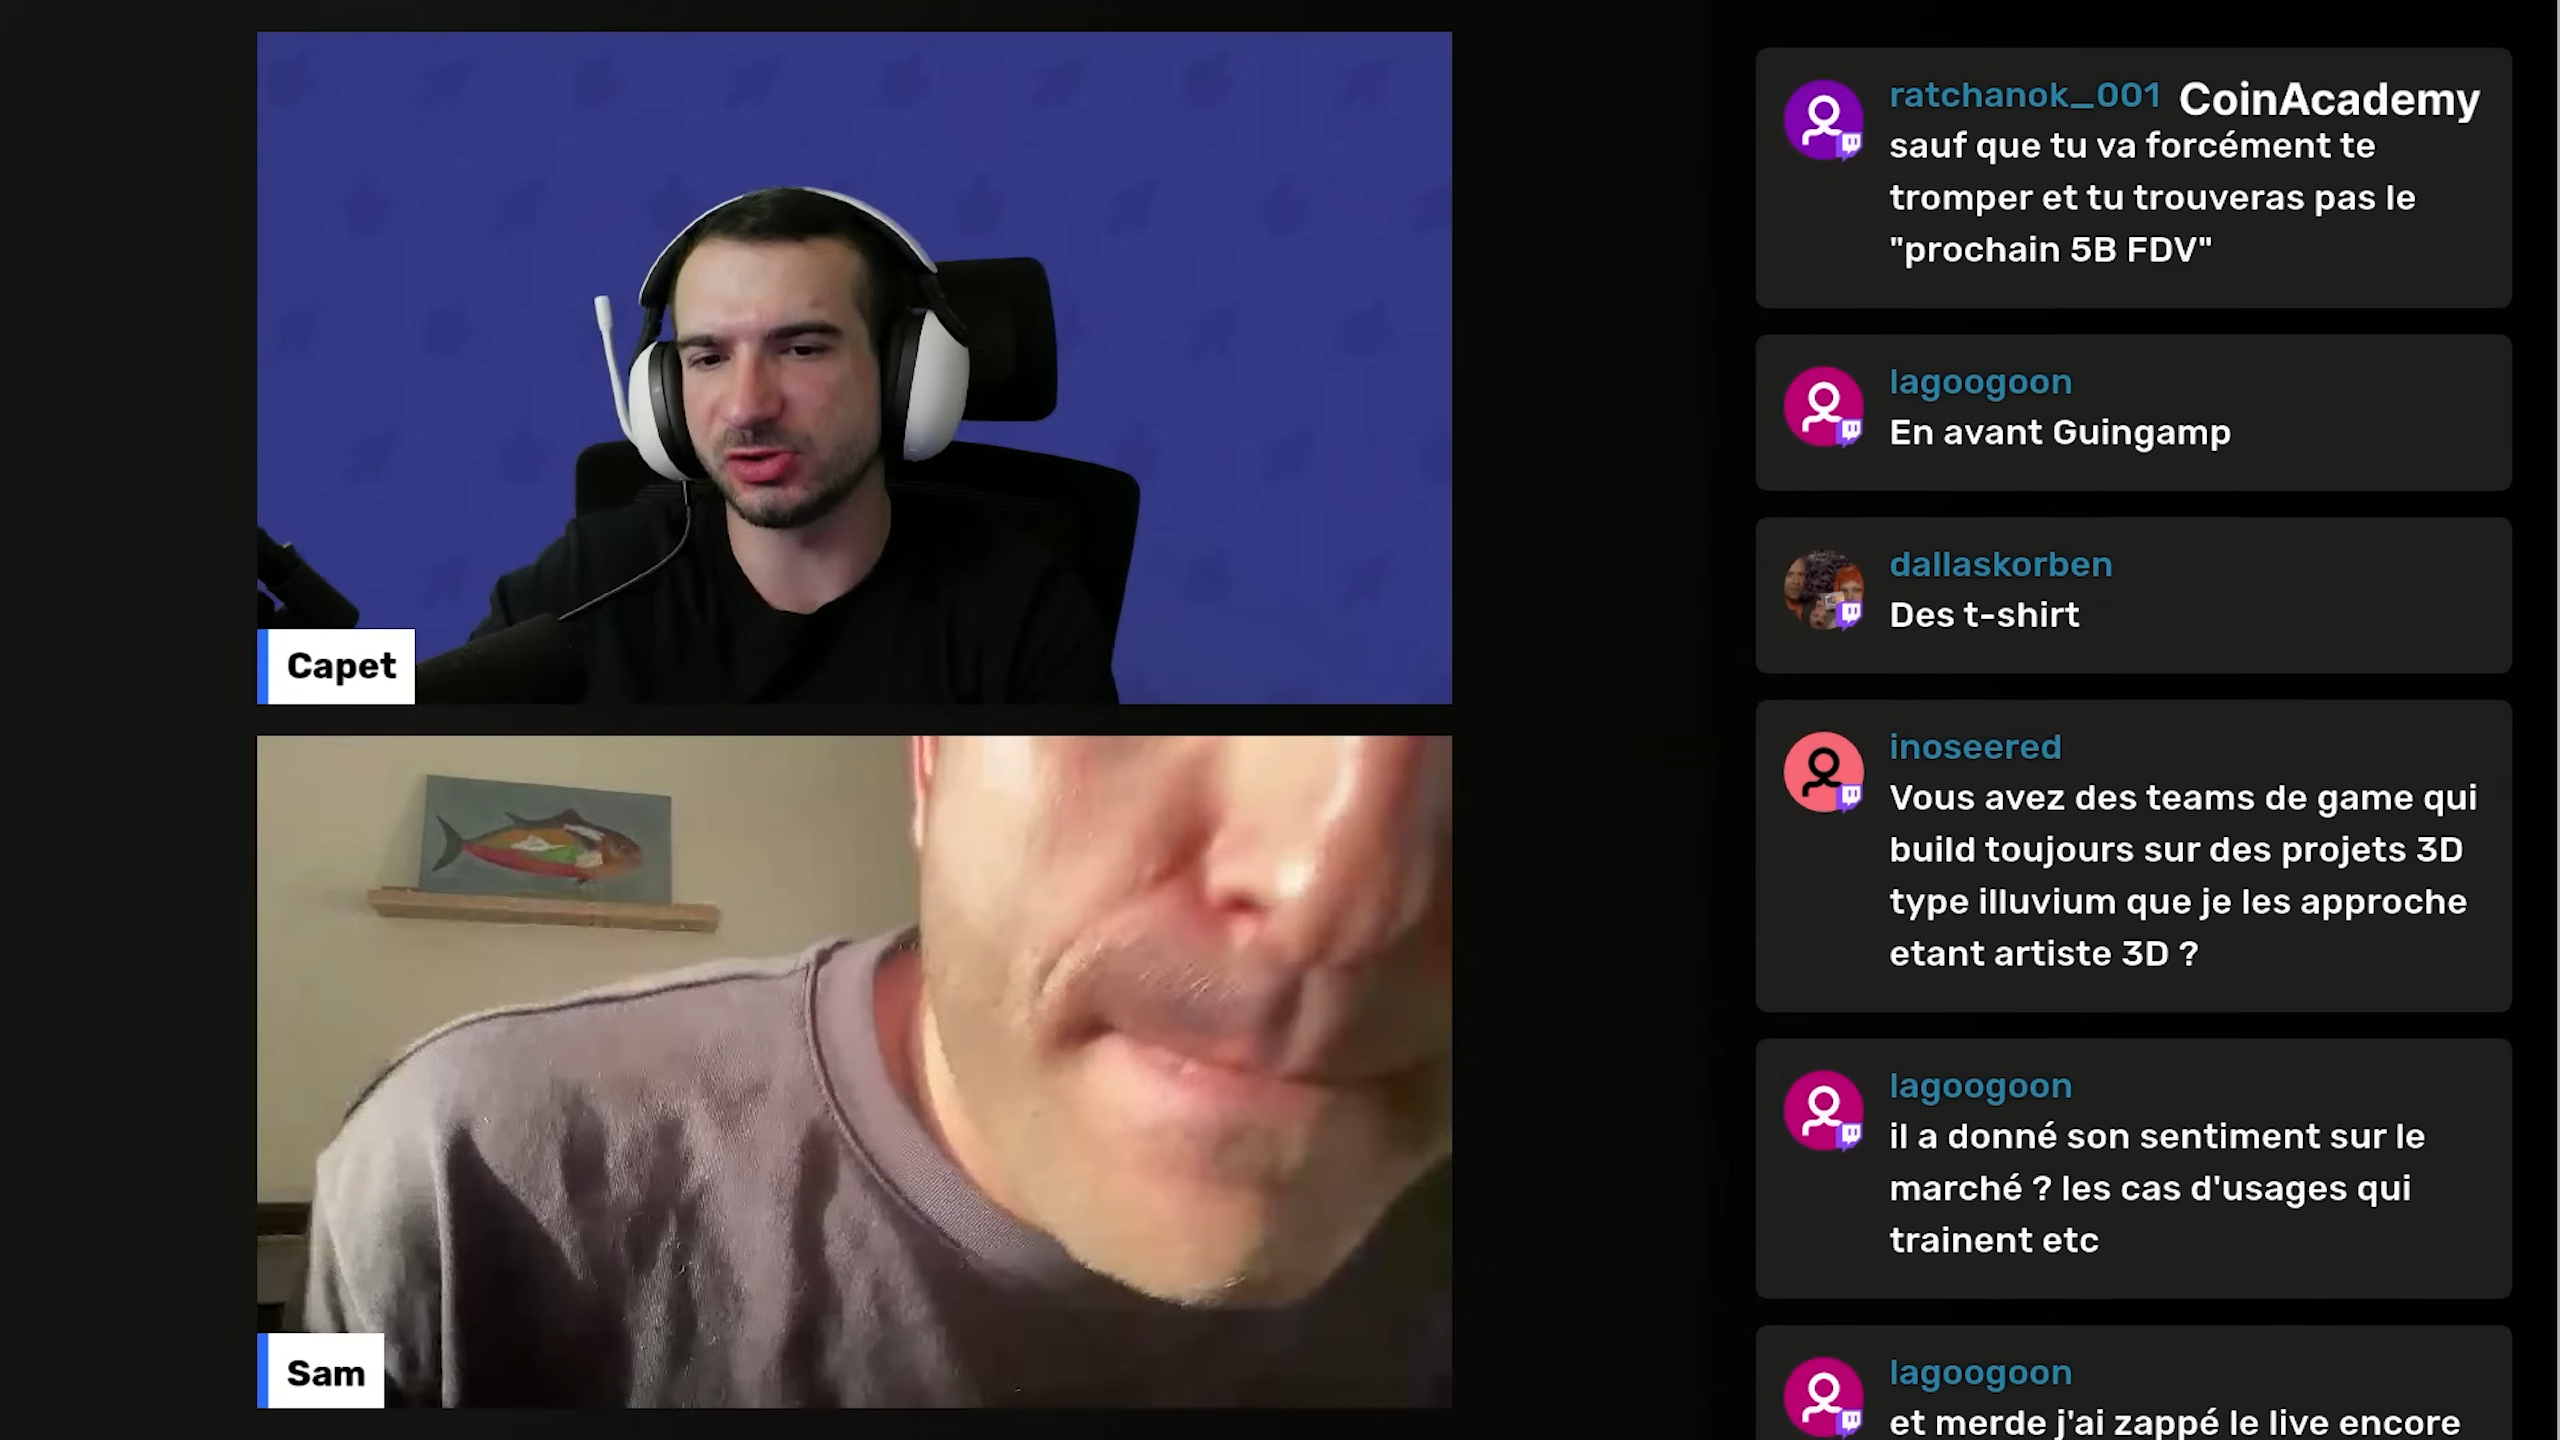 Capet
Sam
ratchanok_001
CoinAcademy
sauf que tu va forcément te
tromper et tu trouveras pas le
"prochain 5B FDV"
lagoogoon
En avant Guingamp
dallaskorben
Des t-shirt
inoseered
Vous avez des teams de game qui
build toujours sur des projets 3D
type illuvium que je les approche
etant artiste 3D ?
lagoogoon
il a donné son sentiment sur le
marché ? les cas d'usages qui
trainent etc
lagoogoon
et merde j'ai zappé le live encore